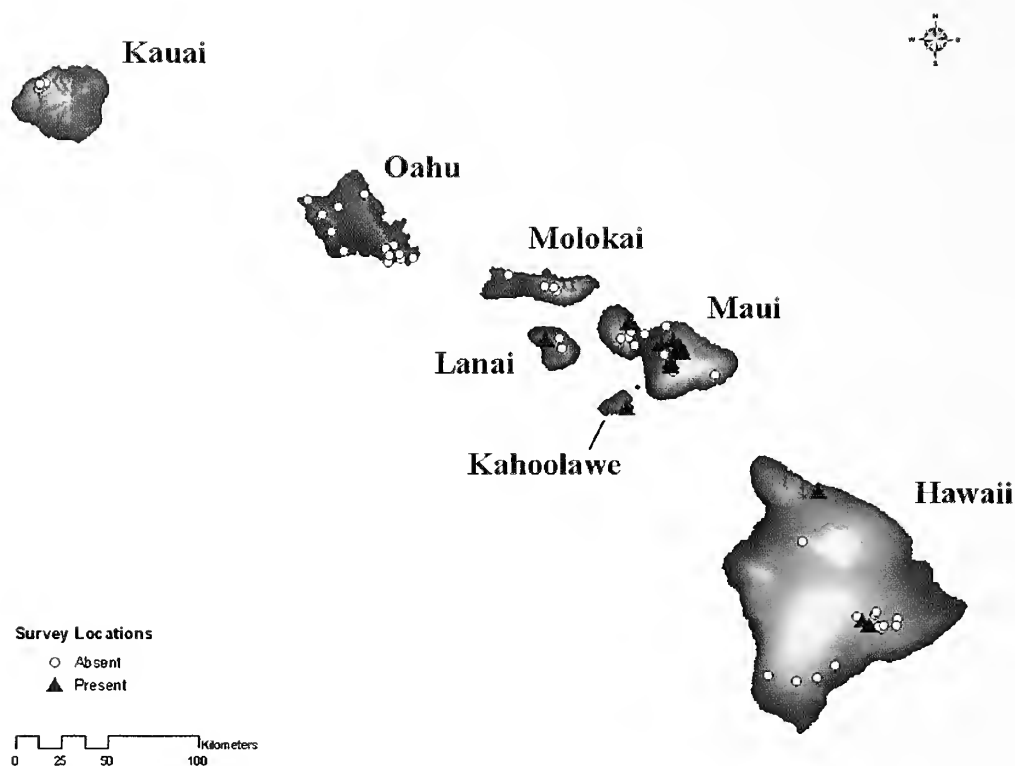 N
W
S
Kauai
Oahu
Molokai
Maui
Lanai
Kahoolawe
Hawaii
Survey Locations
Absent
Present
Kilometers
0 25 50 100